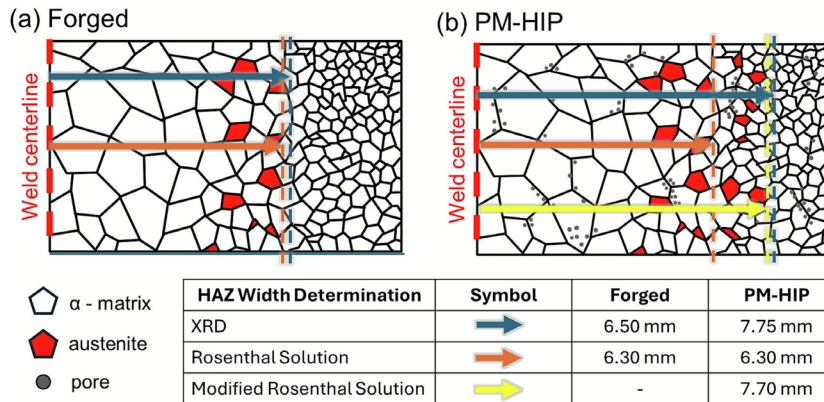 (a) Forged
(b) PM-HIP
Weld centerline
Weld centerline
α - matrix
austenite
pore
HAZ Width Determination Symbol Forged PM-HIP
XRD 6.50 mm 7.75 mm
Rosenthal Solution 6.30 mm 6.30 mm
Modified Rosenthal Solution - 7.70 mm